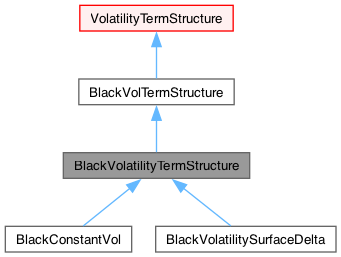 VolatilityTermStructure
BlackVolTermStructure
BlackVolatilityTermStructure
BlackConstantVol
BlackVolatilitySurfaceDelta